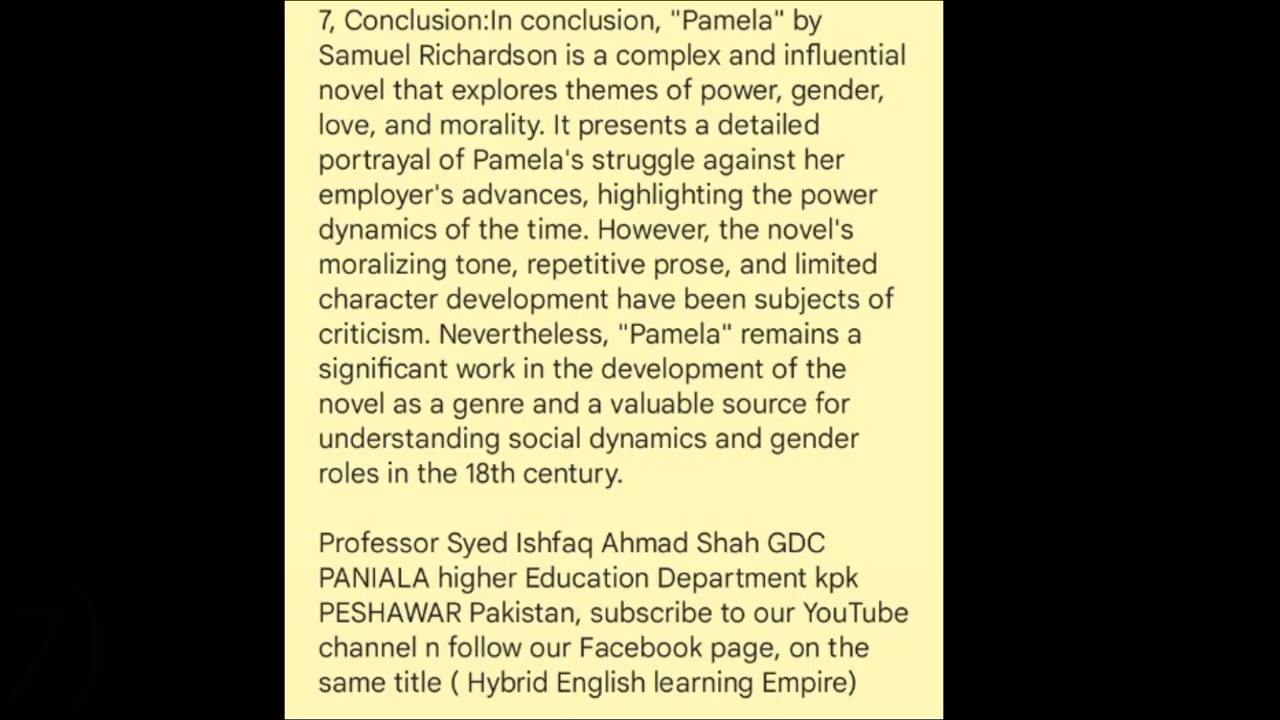 7, Conclusion:In conclusion, "Pamela" by
Samuel Richardson is a complex and influential
novel that explores themes of power, gender,
love, and morality. It presents a detailed
portrayal of Pamela's struggle against her
employer's advances, highlighting the power
dynamics of the time. However, the novel's
moralizing tone, repetitive prose, and limited
character development have been subjects of
criticism. Nevertheless, "Pamela" remains a
significant work in the development of the
novel as a genre and a valuable source for
understanding social dynamics and gender
roles in the 18th century.
Professor Syed Ishfaq Ahmad Shah GDC
PANIALA higher Education Department kpk
PESHAWAR Pakistan, subscribe to our YouTube
channel n follow our Facebook page, on the
same title ( Hybrid English learning Empire)
7)